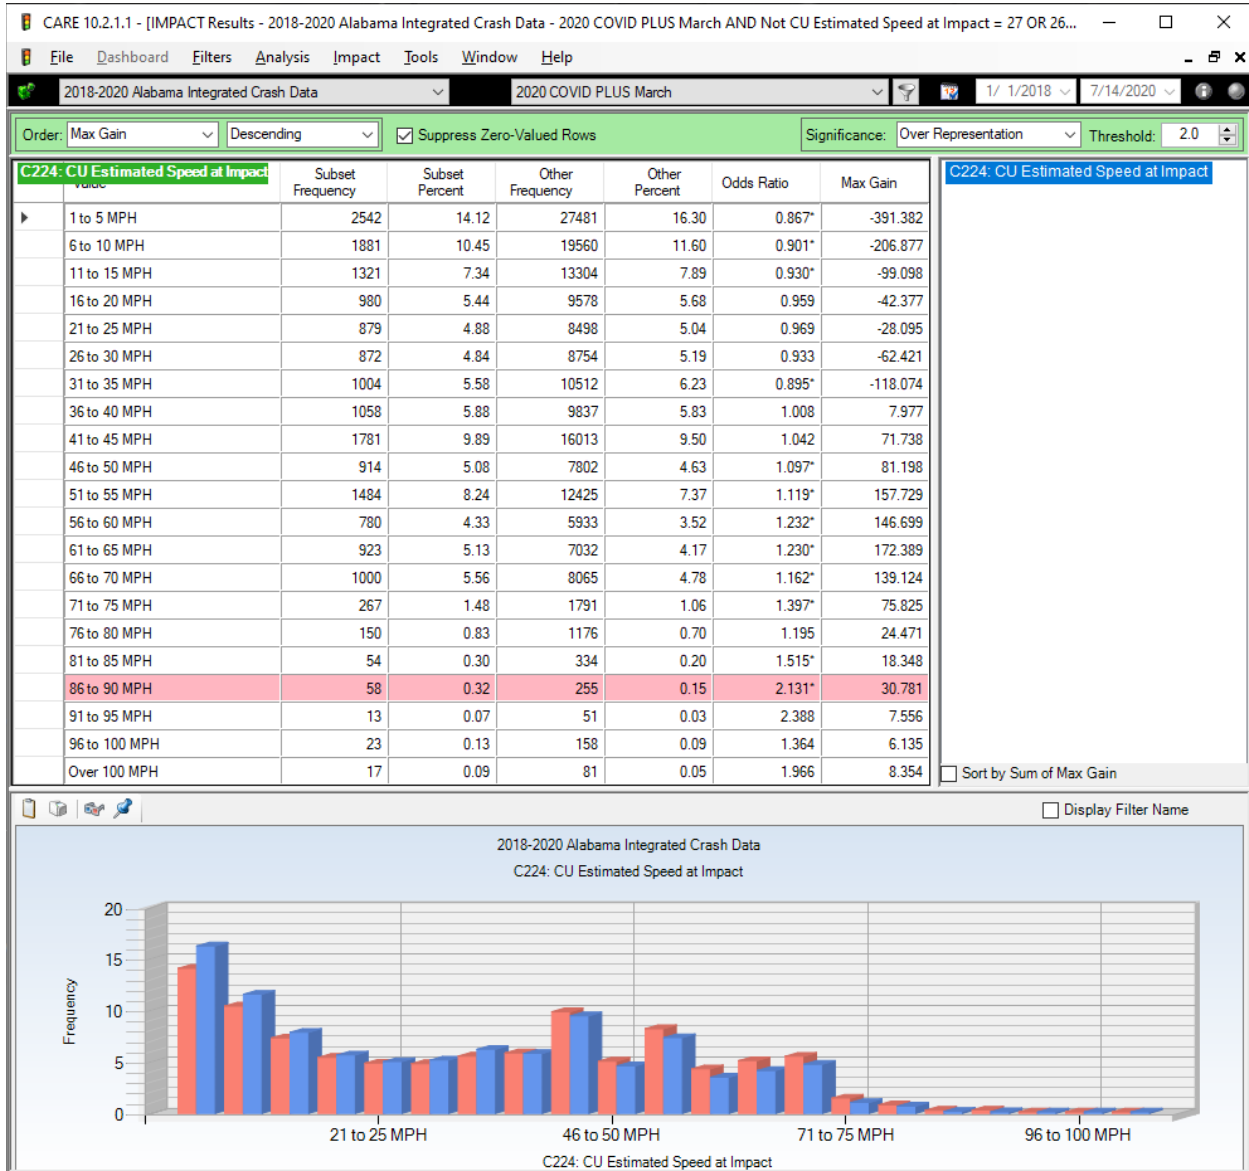 CARE 10.2.1.1 - [IMPACT Results - 2018-2020 Alabama Integrated Crash Data - 2020 COVID PLUS March AND Not CU Estimated Speed at Impact = 27 OR 26...
File Dashboard Filters Analysis Impact Tools Window Help
2018-2020 Alabama Integrated Crash Data 2020 COVID PLUS March 1/ 1/2018 7/14/2020
Order: Max Gain Descending Suppress Zero-Valued Rows Significance: Over Representation Threshold: 2.0
C224: CU Estimated Speed at Impact Subset Frequency Subset Percent Other Frequency Other Percent Odds Ratio Max Gain C224: CU Estimated Speed at Impact
1 to 5 MPH 2542 14.12 27481 16.30 0.867* -391.382
6 to 10 MPH 1881 10.45 19560 11.60 0.901* -206.877
11 to 15 MPH 1321 7.34 13304 7.89 0.930* -99.098
16 to 20 MPH 980 5.44 9578 5.68 0.959 -42.377
21 to 25 MPH 879 4.88 8498 5.04 0.969 -28.095
26 to 30 MPH 872 4.84 8754 5.19 0.933 -62.421
31 to 35 MPH 1004 5.58 10512 6.23 0.895* -118.074
36 to 40 MPH 1058 5.88 9837 5.83 1.008 7.977
41 to 45 MPH 1781 9.89 16013 9.50 1.042 71.738
46 to 50 MPH 914 5.08 7802 4.63 1.097* 81.198
51 to 55 MPH 1484 8.24 12425 7.37 1.119* 157.729
56 to 60 MPH 780 4.33 5933 3.52 1.232* 146.699
61 to 65 MPH 923 5.13 7032 4.17 1.230* 172.389
66 to 70 MPH 1000 5.56 8065 4.78 1.162* 139.124
71 to 75 MPH 267 1.48 1791 1.06 1.397* 75.825
76 to 80 MPH 150 0.83 1176 0.70 1.195 24.471
81 to 85 MPH 54 0.30 334 0.20 1.515* 18.348
86 to 90 MPH 58 0.32 255 0.15 2.131* 30.781
91 to 95 MPH 13 0.07 51 0.03 2.388 7.556
96 to 100 MPH 23 0.13 158 0.09 1.364 6.135
Over 100 MPH 17 0.09 81 0.05 1.966 8.354
Sort by Sum of Max Gain
Display Filter Name
2018-2020 Alabama Integrated Crash Data
C224: CU Estimated Speed at Impact
20
15
10
5
0
Frequency
21 to 25 MPH 46 to 50 MPH 71 to 75 MPH 96 to 100 MPH
C224: CU Estimated Speed at Impact